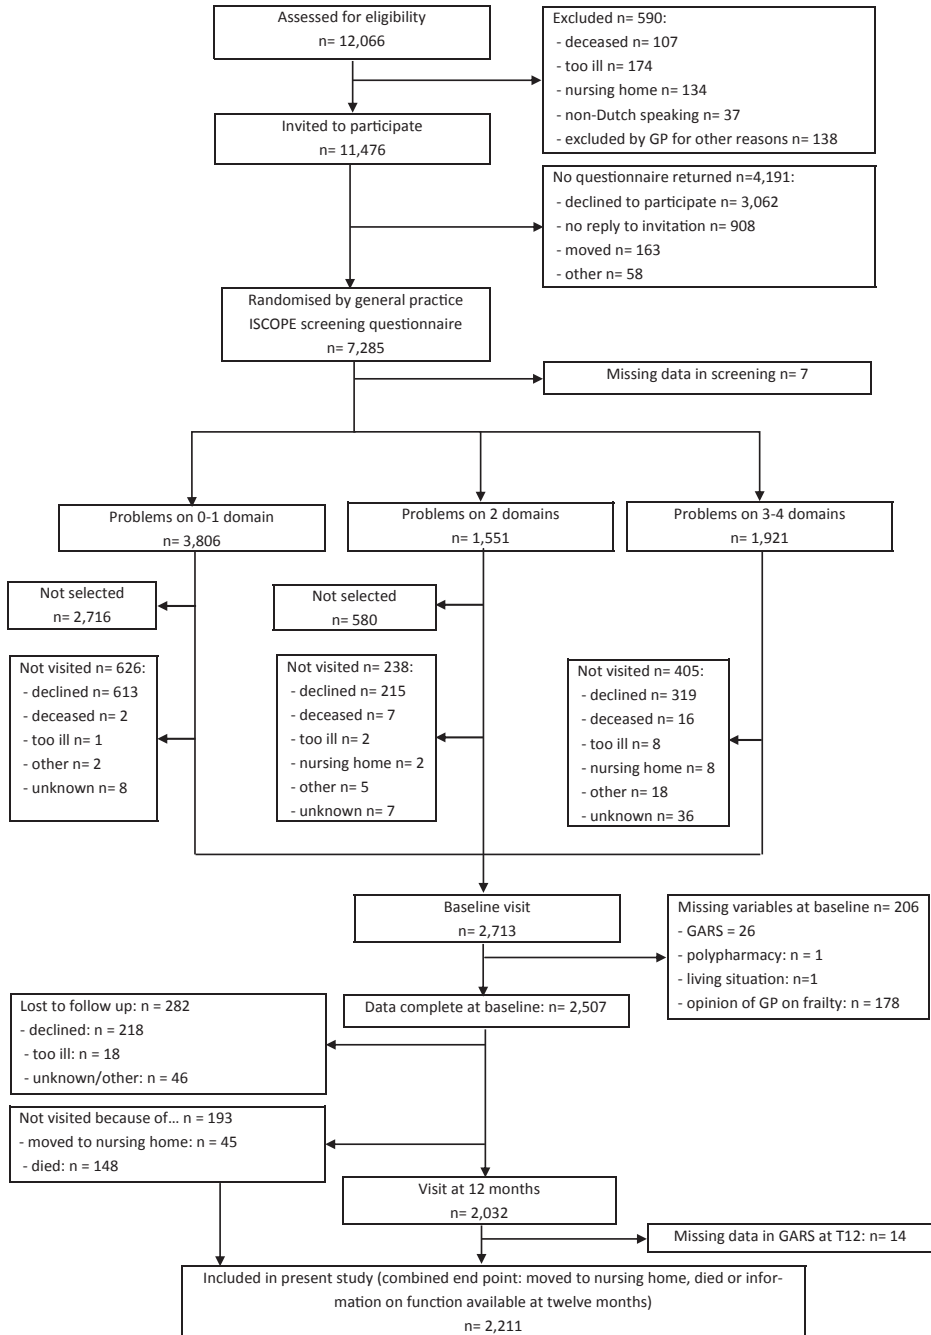 Assessed for eligibility
n= 12,066
Excluded n= 590:
- deceased n= 107
- too ill n= 174
- nursing home n= 134
- non-Dutch speaking n= 37
- excluded by GP for other reasons n= 138
Invited to participate
n= 11,476
No questionnaire returned n=4,191:
- declined to participate n= 3,062
- no reply to invitation n= 908
- moved n= 163
- other n= 58
Randomised by general practice
ISCOPE screening questionnaire
n= 7,285
Missing data in screening n= 7
Problems on 0-1 domain
n= 3,806
Problems on 2 domains
n= 1,551
Problems on 3-4 domains
n= 1,921
Not selected
n= 2,716
Not selected
n= 580
Not visited n= 626:
- declined n= 613
- deceased n= 2
- too ill n= 1
- other n= 2
- unknown n= 8
Not visited n= 238:
- declined n= 215
- deceased n= 7
- too ill n= 2
- nursing home n= 2
- other n= 5
- unknown n= 7
Not visited n= 405:
- declined n= 319
- deceased n= 16
- too ill n= 8
- nursing home n= 8
- other n= 18
- unknown n= 36
Baseline visit
n= 2,713
Missing variables at baseline n= 206
- GARS = 26
- polypharmacy: n = 1
- living situation: n=1
- opinion of GP on frailty: n = 178
Data complete at baseline: n= 2,507
Lost to follow up: n = 282
- declined: n = 218
- too ill: n = 18
- unknown/other: n = 46
Not visited because of... n = 193
- moved to nursing home: n = 45
- died: n = 148
Visit at 12 months
n= 2,032
Missing data in GARS at T12: n= 14
Included in present study (combined end point: moved to nursing home, died or infor-
mation on function available at twelve months)
n= 2,211